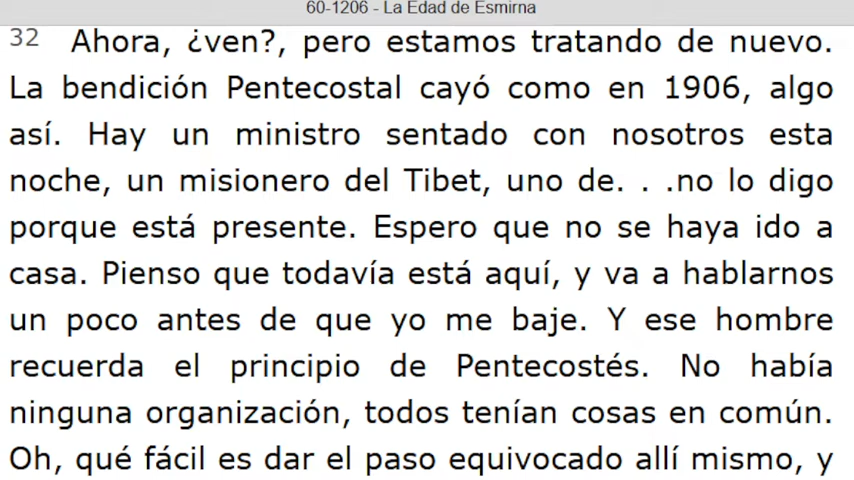 60-1206 - La Edad de Esmirna
32 Ahora, ¿ven?, pero estamos tratando de nuevo.
La bendición Pentecostal cayó como en 1906, algo
así. Hay un ministro sentado con nosotros esta
noche, un misionero del Tibet, uno de. . .no lo digo
porque está presente. Espero que no se haya ido a
casa. Pienso que todavía está aquí, y va a hablarnos
un poco antes de que yo me baje. Y ese hombre
recuerda el principio de Pentecostés. No había
ninguna organización, todos tenían cosas en común.
Oh, qué fácil es dar el paso equivocado allí mismo, y